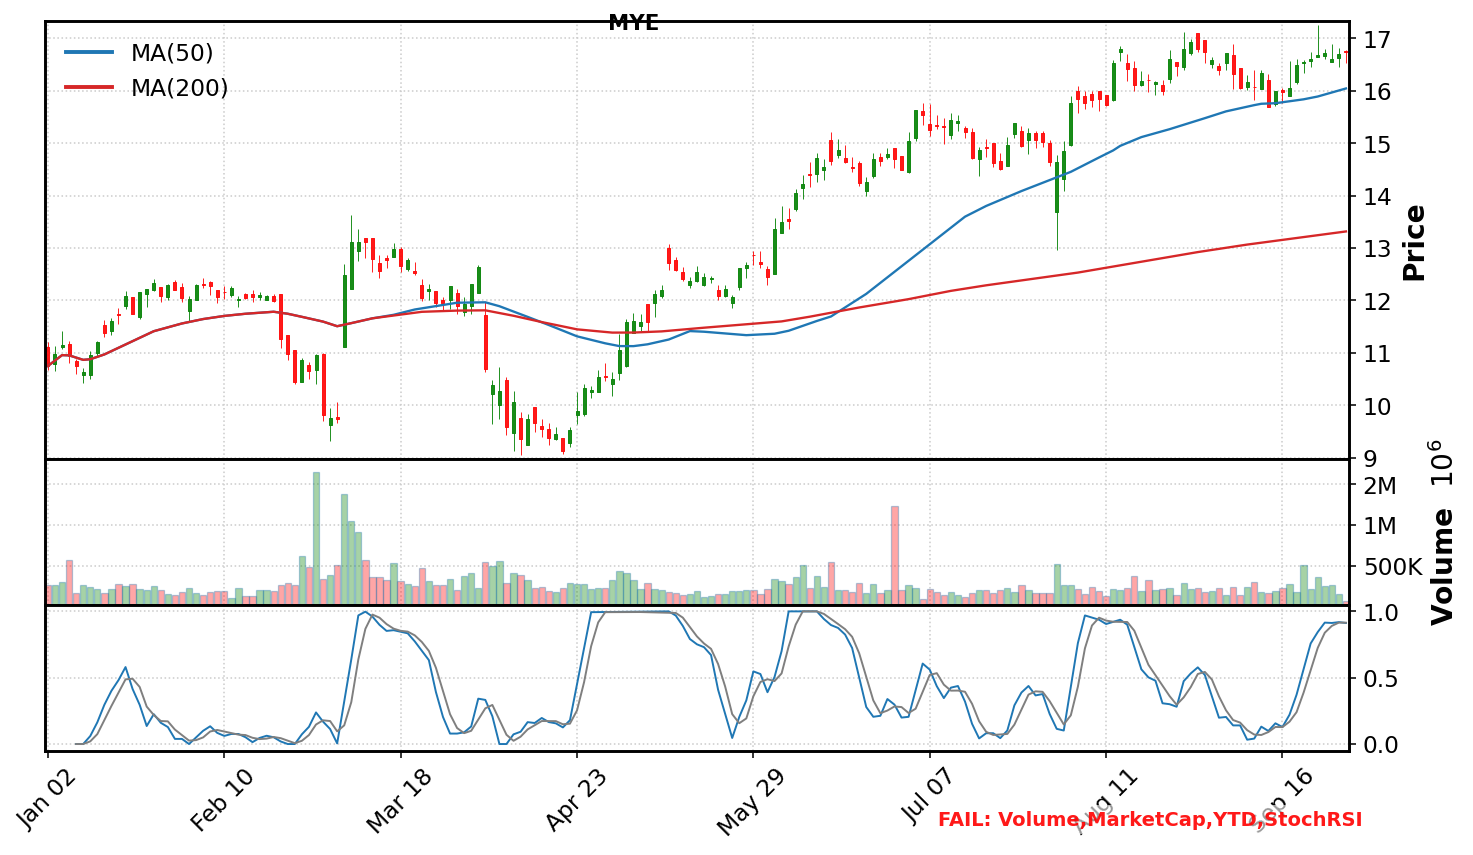 MYE
MA(50)
MA(200)
17
16
15
14
13
12
11
10
9
Price
2M
1M
500K
Volume 10^6
1.0
0.5
0.0
Jan 02
Feb 10
Mar 18
Apr 23
May 29
Jul 07
Aug 11
Sep 16
FAIL: Volume,MarketCap,YTD,StochRSI